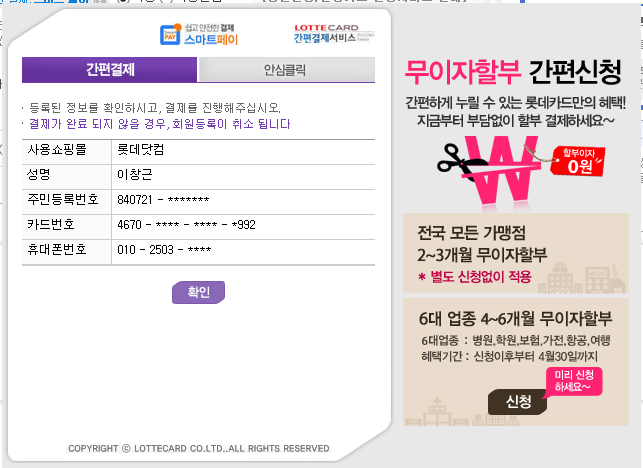 쉽고 안전한 결제
스마트페이
LOTTECARD
간편결제서비스
간편결제
안심클릭
· 등록된 정보를 확인하시고, 결제를 진행해주십시오.
· 결제가 완료 되지 않을 경우, 회원등록이 취소 됩니다
사용쇼핑몰 롯데닷컴
성명 이창근
주민등록번호 840721 - *******
카드번호 4670 - **** - **** - *992
휴대폰번호 010 - 2503 - ****
확인
COPYRIGHT ⓒ LOTTECARD CO.LTD..ALL RIGHTS RESERVED
무이자할부 간편신청
간편하게 누릴 수 있는 롯데카드만의 혜택!
지금부터 부담없이 할부 결제하세요~
할부이자
0원
전국 모든 가맹점
2~3개월 무이자할부
* 별도 신청없이 적용
6대 업종 4~6개월 무이자할부
6대업종 : 병원,학원,보험,가전,항공,여행
혜택기간 : 신청이후부터 4월30일까지
미리 신청
하세요~
신청